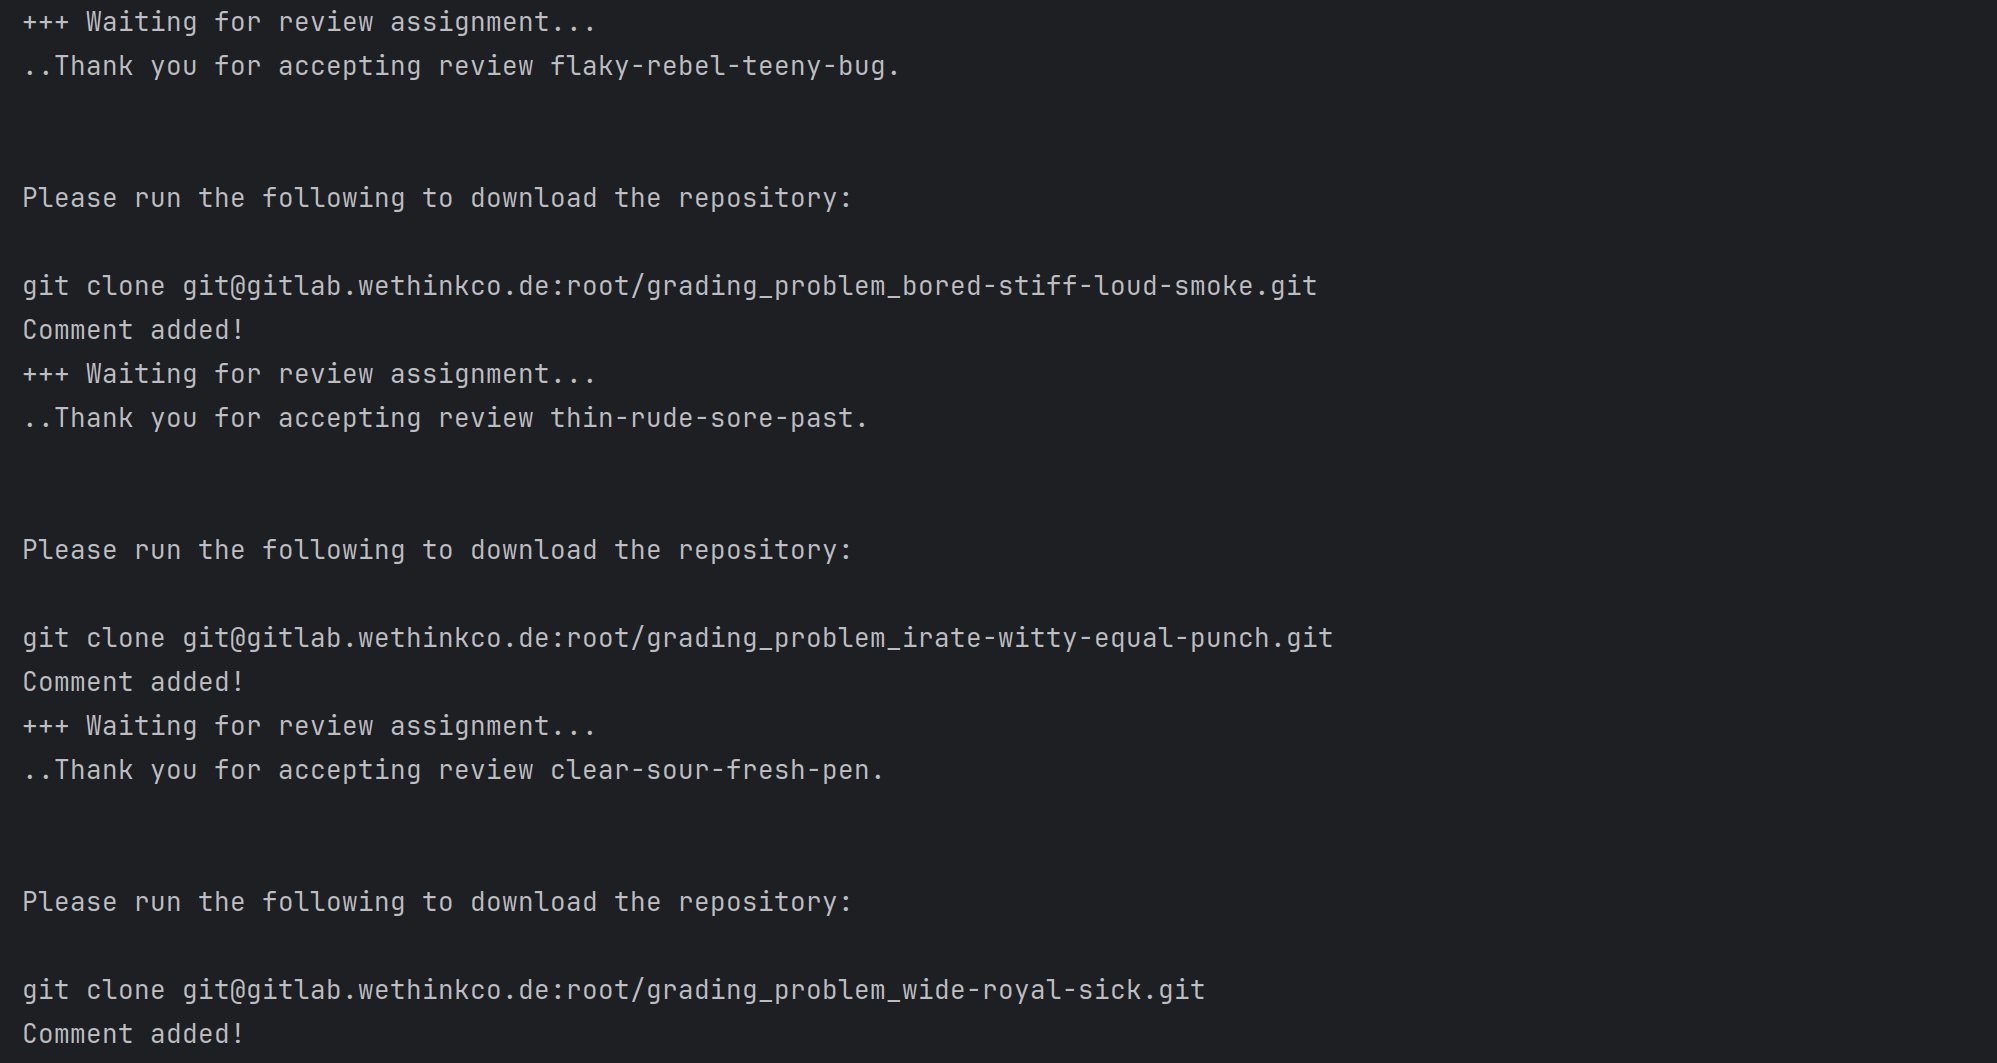 +++ Waiting for review assignment...
..Thank you for accepting review flaky-rebel-teeny-bug.
Please run the following to download the repository:
git clone git@gitlab.wethinkco.de:root/grading_problem_bored-stiff-loud-smoke.git
Comment added!
+++ Waiting for review assignment...
..Thank you for accepting review thin-rude-sore-past.
Please run the following to download the repository:
git clone git@gitlab.wethinkco.de:root/grading_problem_irate-witty-equal-punch.git
Comment added!
+++ Waiting for review assignment...
..Thank you for accepting review clear-sour-fresh-pen.
Please run the following to download the repository:
git clone git@gitlab.wethinkco.de:root/grading_problem_wide-royal-sick.git
Comment added!